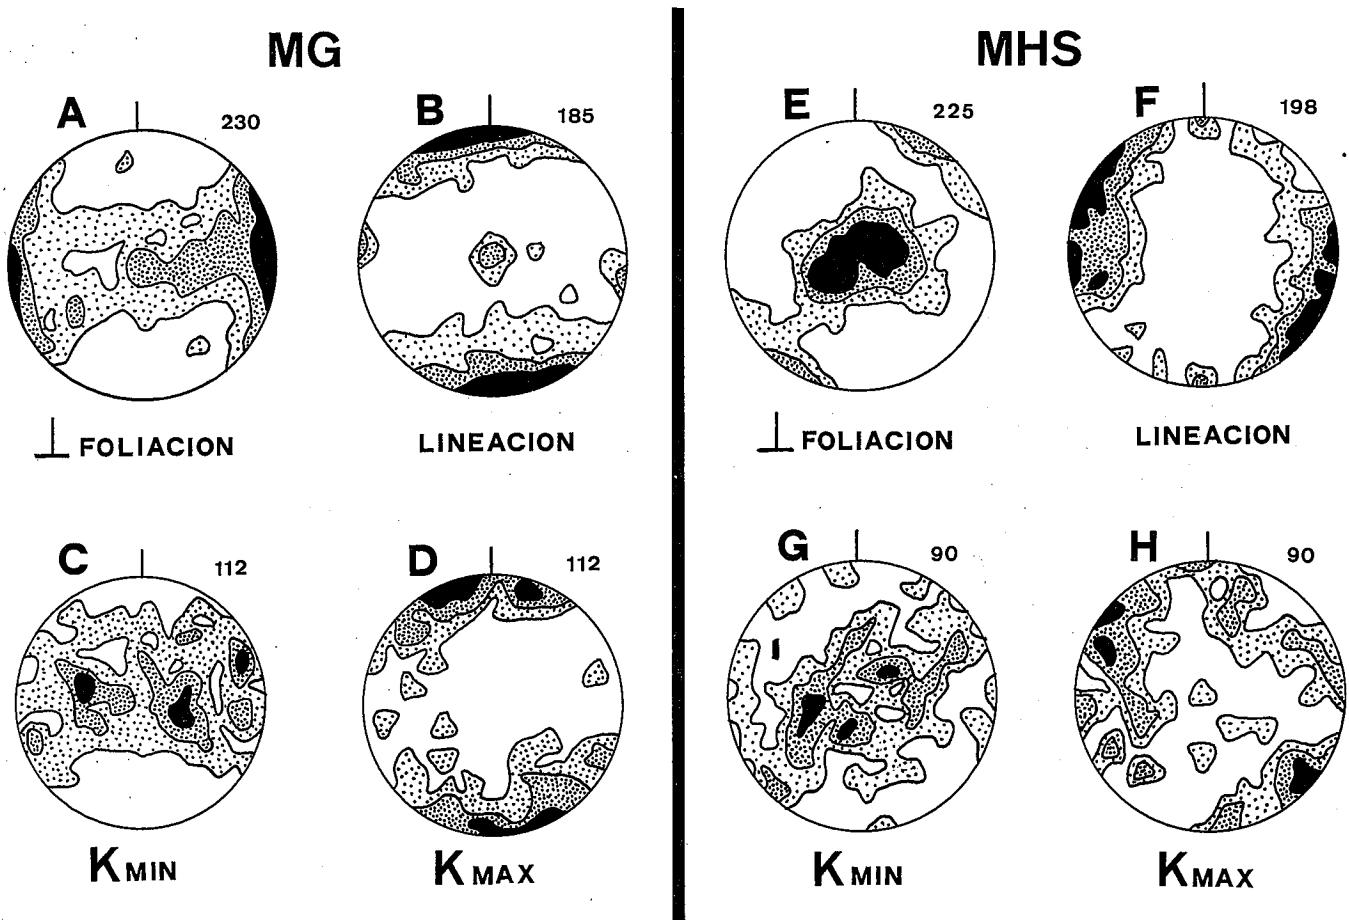 MG
MHS
A
230
B
185
E
225
F
198
FOLIACION
LINEACION
FOLIACION
LINEACION
C
112
D
112
G
90
H
90
KMIN
KMAX
KMIN
KMAX